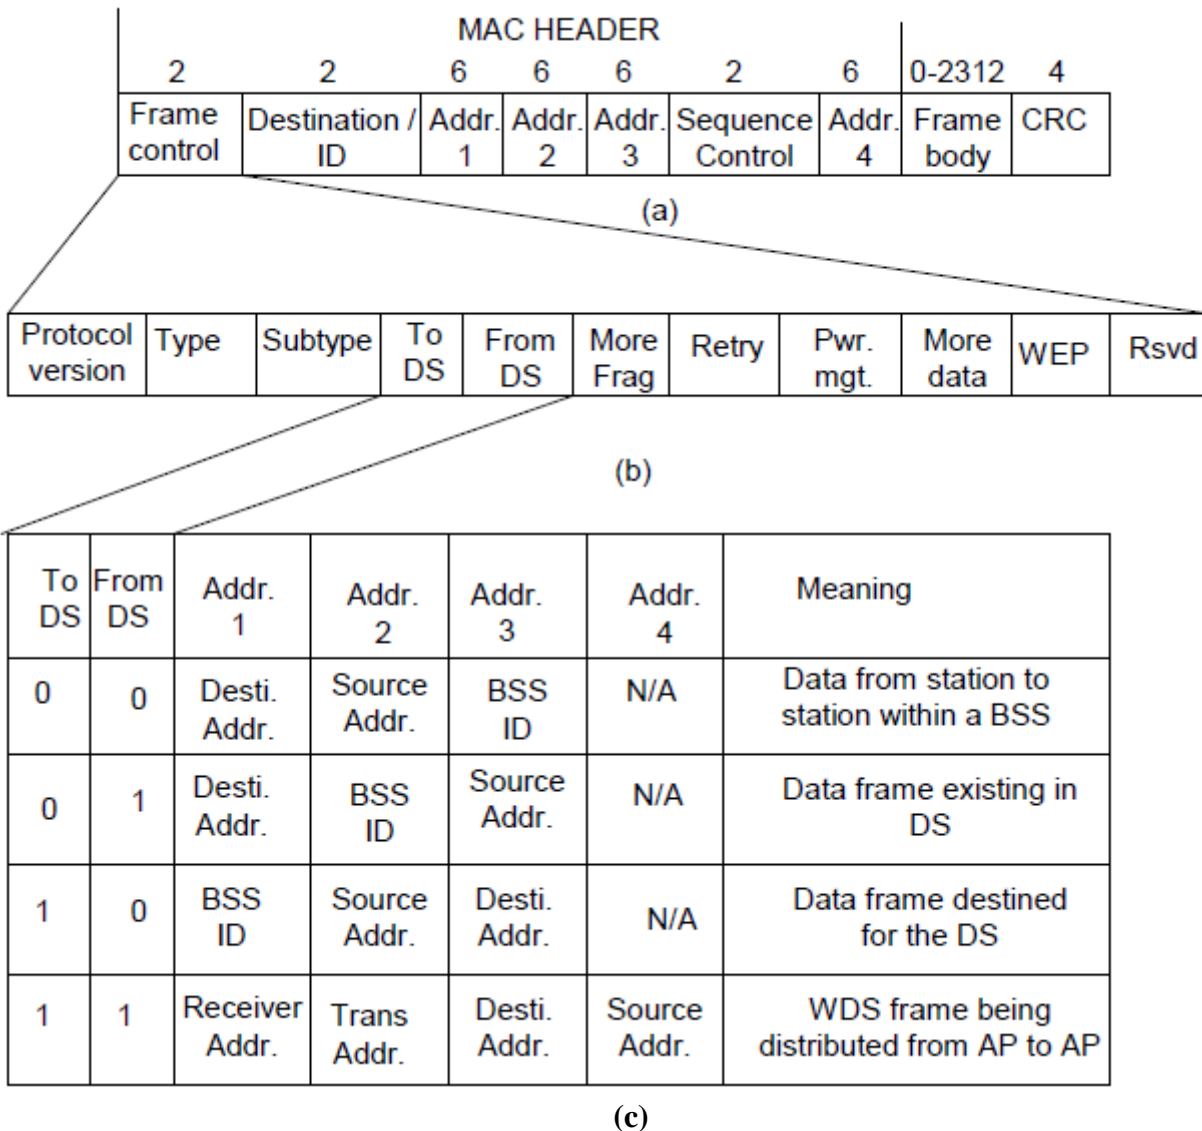 MAC HEADER
2 2 6 6 6 2 6 0-2312 4
Frame control Destination / ID Addr. 1 Addr. 2 Addr. 3 Sequence Control Addr. 4 Frame body CRC
(a)
Protocol version Type Subtype To DS From DS More Frag Retry Pwr. mgt. More data WEP Rsvd
(b)
To DS From DS Addr. 1 Addr. 2 Addr. 3 Addr. 4 Meaning
0 0 Desti. Addr. Source Addr. BSS ID N/A Data from station to station within a BSS
0 1 Desti. Addr. BSS ID Source Addr. N/A Data frame existing in DS
1 0 BSS ID Source Addr. Desti. Addr. N/A Data frame destined for the DS
1 1 Receiver Addr. Trans Addr. Desti. Addr. Source Addr. WDS frame being distributed from AP to AP
(c)